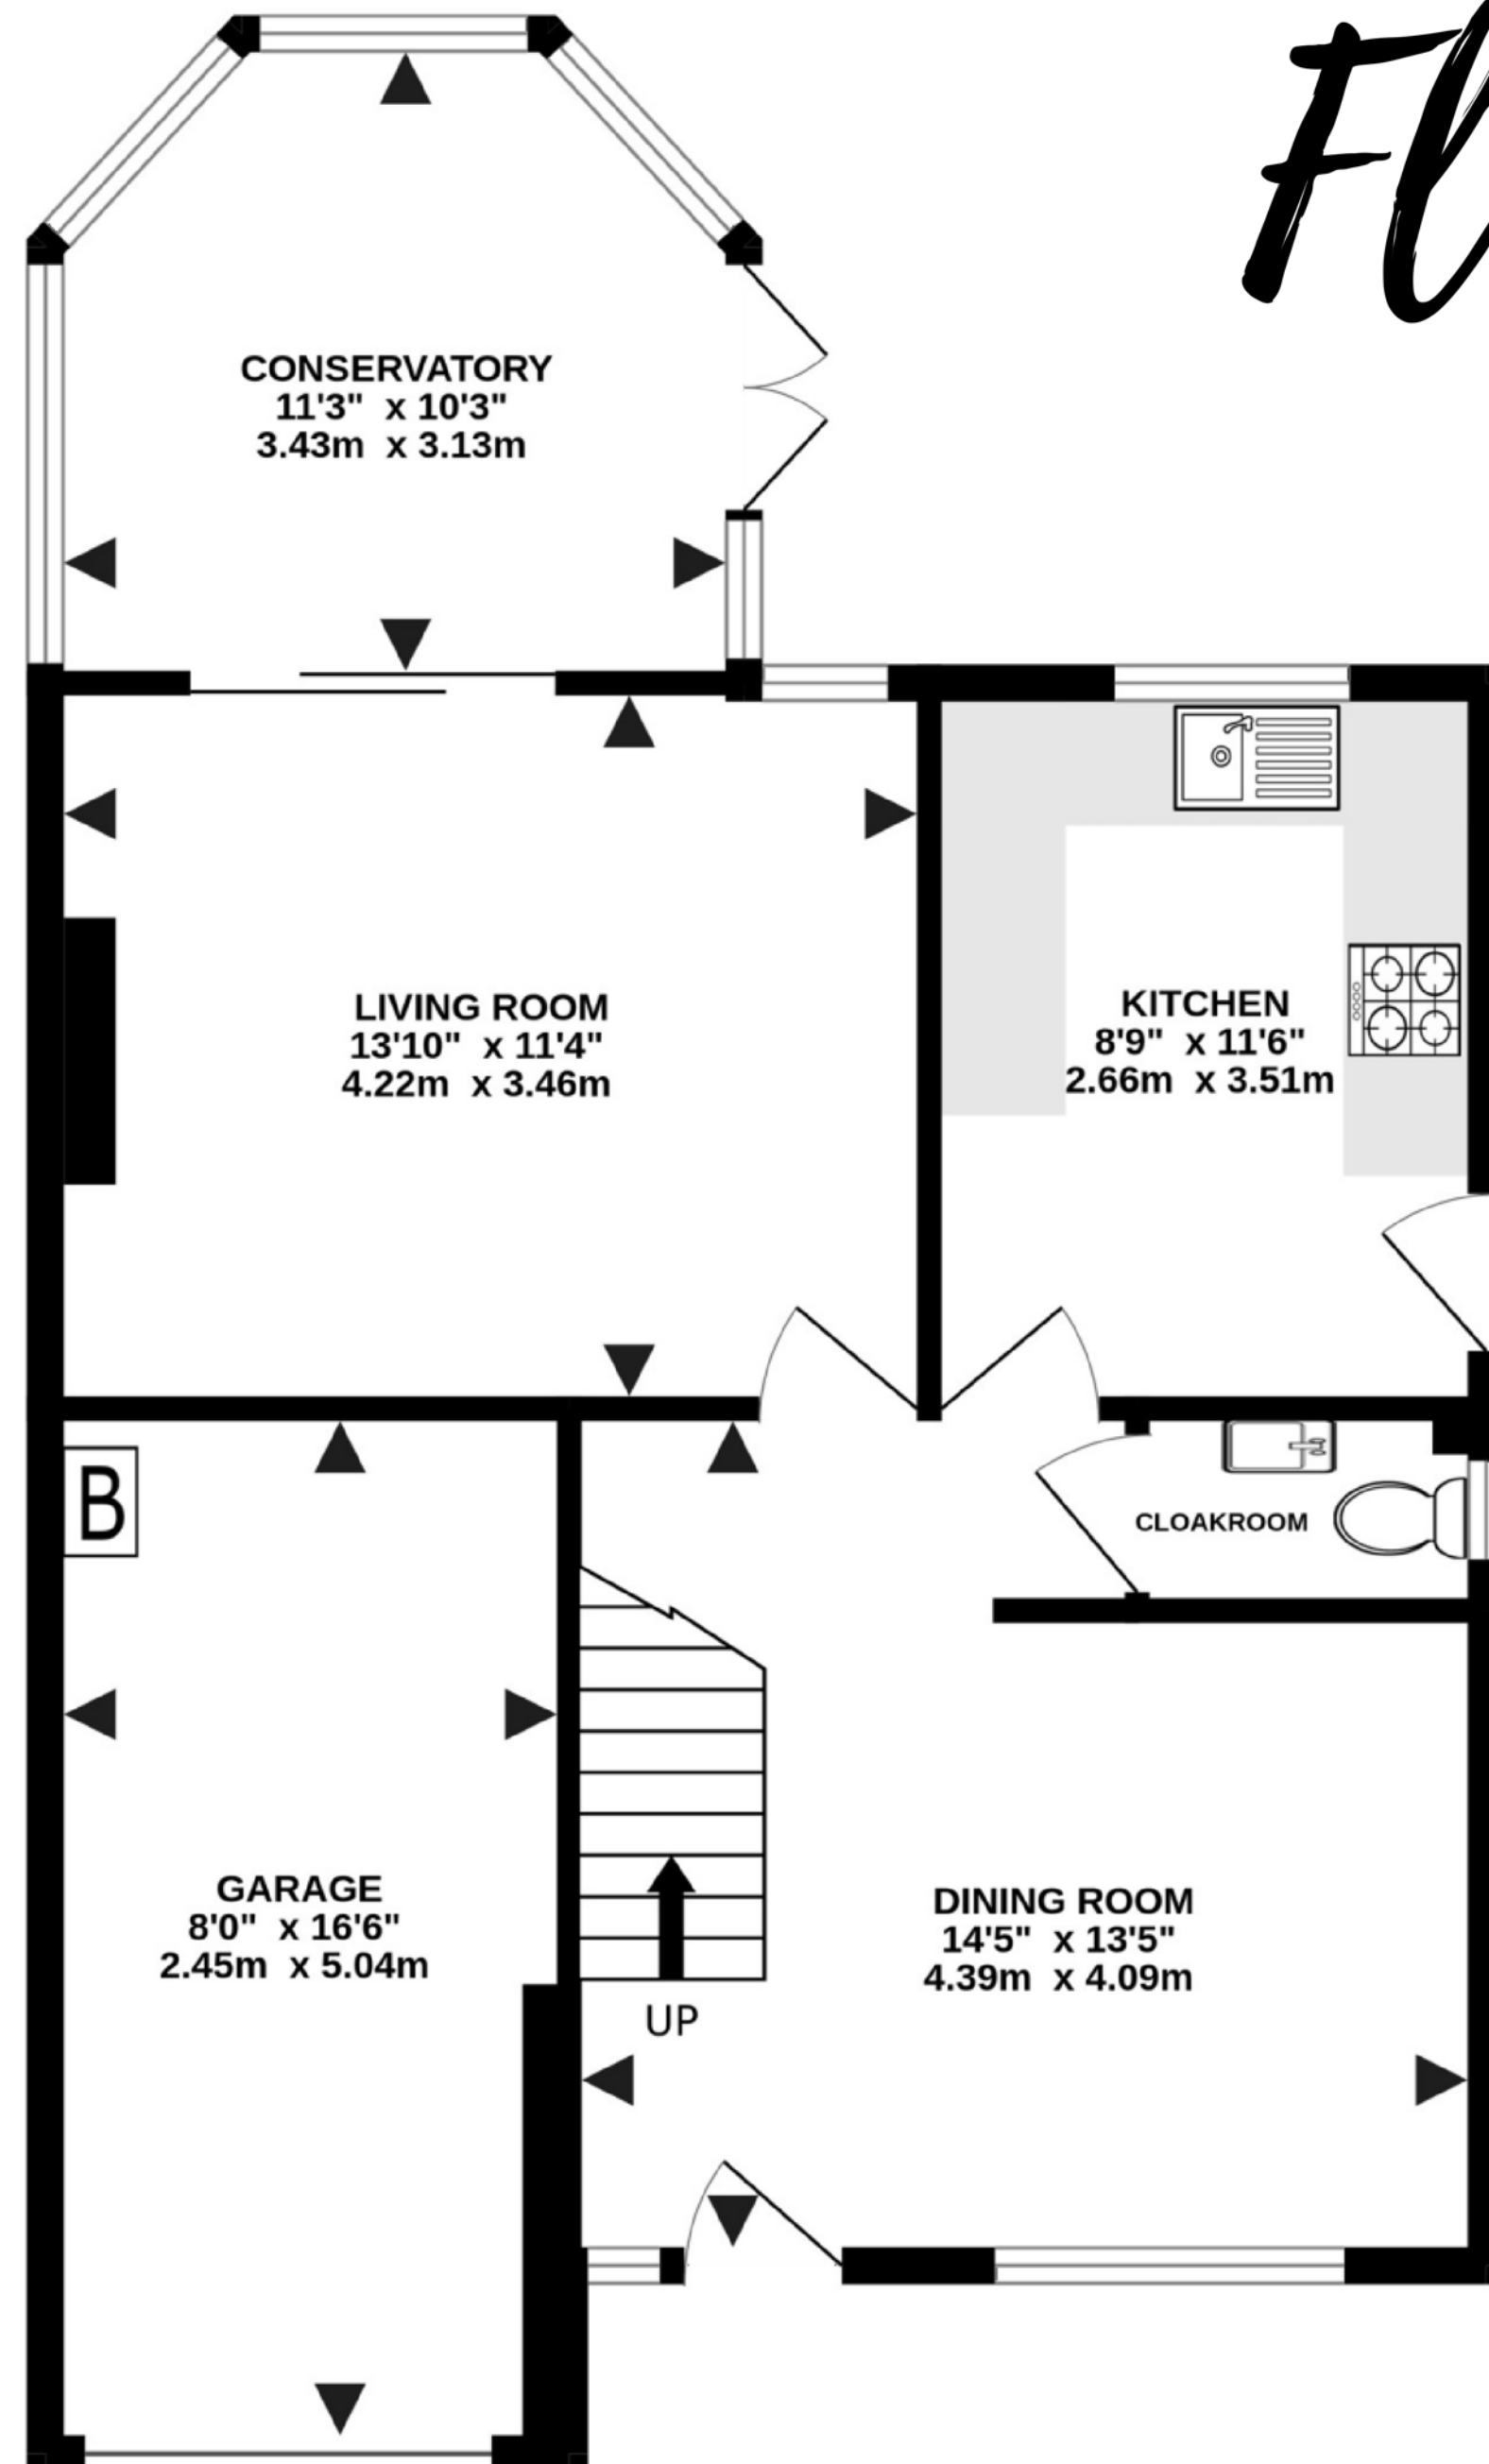 CONSERVATORY
11'3" x 10'3"
3.43m x 3.13m
LIVING ROOM
13'10" x 11'4"
4.22m x 3.46m
KITCHEN
8'9" x 11'6"
2.66m x 3.51m
B
CLOAKROOM
GARAGE
8'0" x 16'6"
2.45m x 5.04m
UP
DINING ROOM
14'5" x 13'5"
4.39m x 4.09m